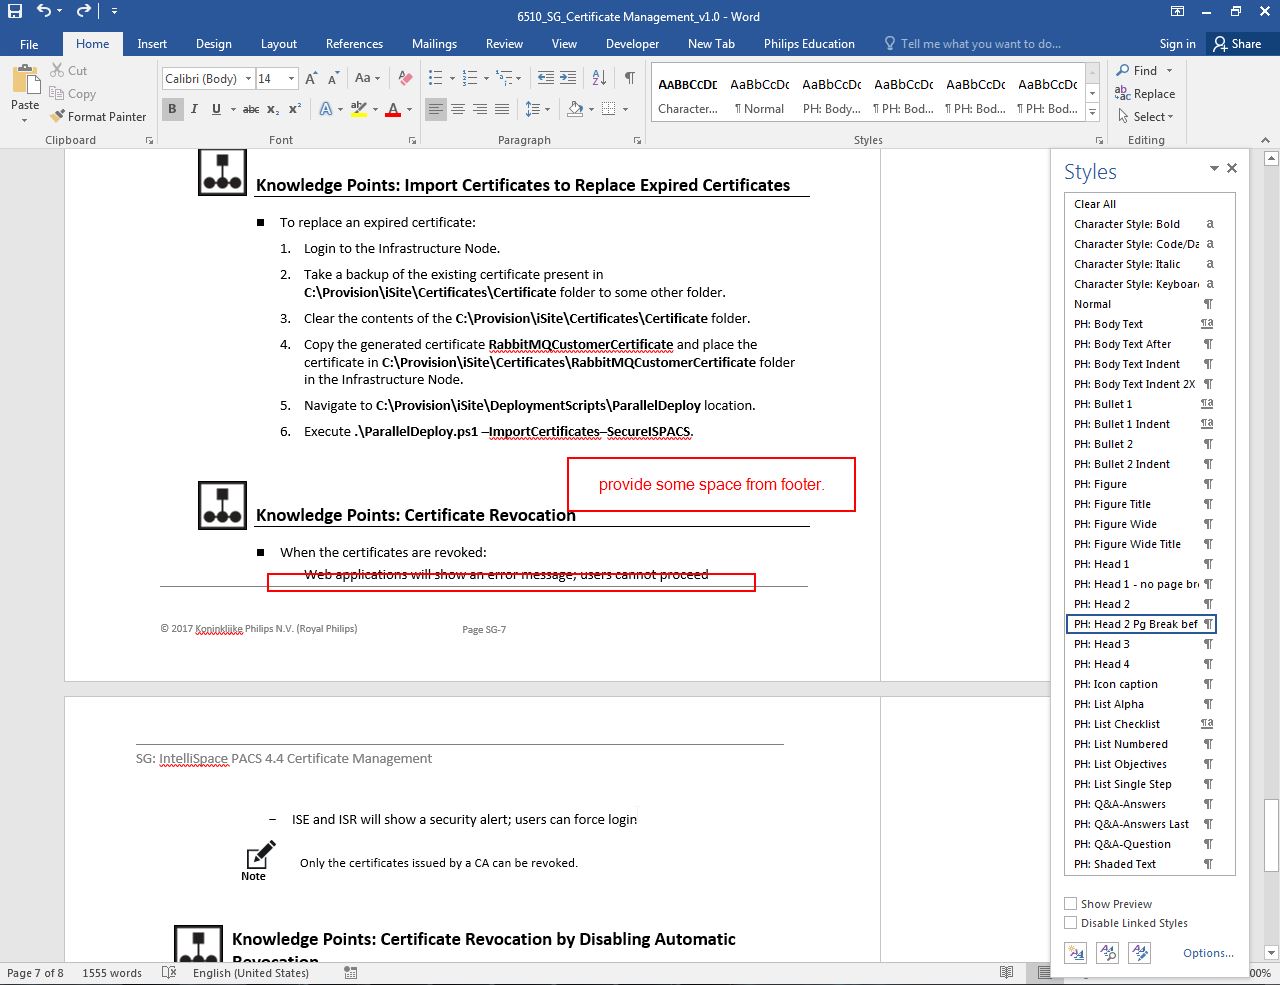 6510_SG_Certificate Management_v1.0 - Word
File Home Insert Design Layout References Mailings Review View Developer New Tab Philips Education Tell me what you want to do... Sign in Share
Paste
Cut
Copy
Format Painter
Clipboard
Calibri (Body) 14
Font
Paragraph
AABBCCDE AaBbCcDc AaBbCcDc AaBbCcDc AaBbCcDc AaBbCcDc
Character... ¶ Normal PH: Body... ¶ PH: Bod... ¶ PH: Bod... ¶ PH: Bod...
Styles
Find
Replace
Select
Editing
Knowledge Points: Import Certificates to Replace Expired Certificates
■ To replace an expired certificate:
1. Login to the Infrastructure Node.
2. Take a backup of the existing certificate present in
C:\Provision\iSite\Certificates\Certificate folder to some other folder.
3. Clear the contents of the C:\Provision\iSite\Certificates\Certificate folder.
4. Copy the generated certificate RabbitMQCustomerCertificate and place the
certificate in C:\Provision\iSite\Certificates\RabbitMQCustomerCertificate folder
in the Infrastructure Node.
5. Navigate to C:\Provision\iSite\DeploymentScripts\ParallelDeploy location.
6. Execute .\ParallelDeploy.ps1 –ImportCertificates–SecureISPACS.
provide some space from footer.
Knowledge Points: Certificate Revocation
■ When the certificates are revoked:
Web applications will show an error message; users cannot proceed
© 2017 Koninklijke Philips N.V. (Royal Philips) Page SG-7
SG: IntelliSpace PACS 4.4 Certificate Management
– ISE and ISR will show a security alert; users can force login
Note Only the certificates issued by a CA can be revoked.
Knowledge Points: Certificate Revocation by Disabling Automatic
Revocation
Styles
Clear All
Character Style: Bold a
Character Style: Code/Da a
Character Style: Italic a
Character Style: Keyboar a
Normal ¶
PH: Body Text ¶a
PH: Body Text After ¶
PH: Body Text Indent ¶
PH: Body Text Indent 2X ¶
PH: Bullet 1 ¶a
PH: Bullet 1 Indent ¶a
PH: Bullet 2 ¶
PH: Bullet 2 Indent ¶
PH: Figure ¶
PH: Figure Title ¶
PH: Figure Wide ¶
PH: Figure Wide Title ¶
PH: Head 1 ¶
PH: Head 1 - no page bre ¶
PH: Head 2 ¶
PH: Head 2 Pg Break bef ¶
PH: Head 3 ¶
PH: Head 4 ¶
PH: Icon caption ¶
PH: List Alpha ¶
PH: List Checklist ¶a
PH: List Numbered ¶
PH: List Objectives ¶
PH: List Single Step ¶
PH: Q&A-Answers ¶
PH: Q&A-Answers Last ¶
PH: Q&A-Question ¶
PH: Shaded Text ¶
Show Preview
Disable Linked Styles
Options...
Page 7 of 8 1555 words English (United States) 00%